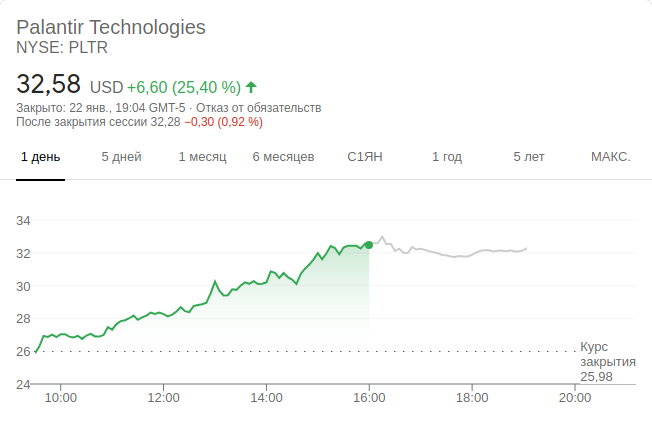 Palantir Technologies
NYSE: PLTR
32,58 USD +6,60 (25,40 %)
Закрыто: 22 янв., 19:04 GMT-5 · Отказ от обязательств
После закрытия сессии 32,28 −0,30 (0,92 %)
1 день 5 дней 1 месяц 6 месяцев С1ЯН 1 год 5 лет МАКС.
34
32
30
28
26
24
Курс
закрытия
25,98
10:00 12:00 14:00 16:00 18:00 20:00